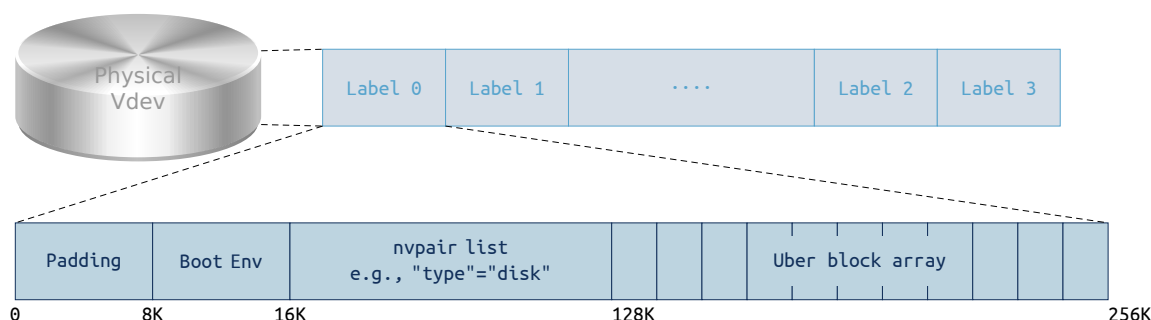 Physical
Vdev
Label 0
Label 1
....
Label 2
Label 3
Padding
Boot Env
nvpair list
e.g., "type"="disk"
Uber block array
0
8K
16K
128K
256K